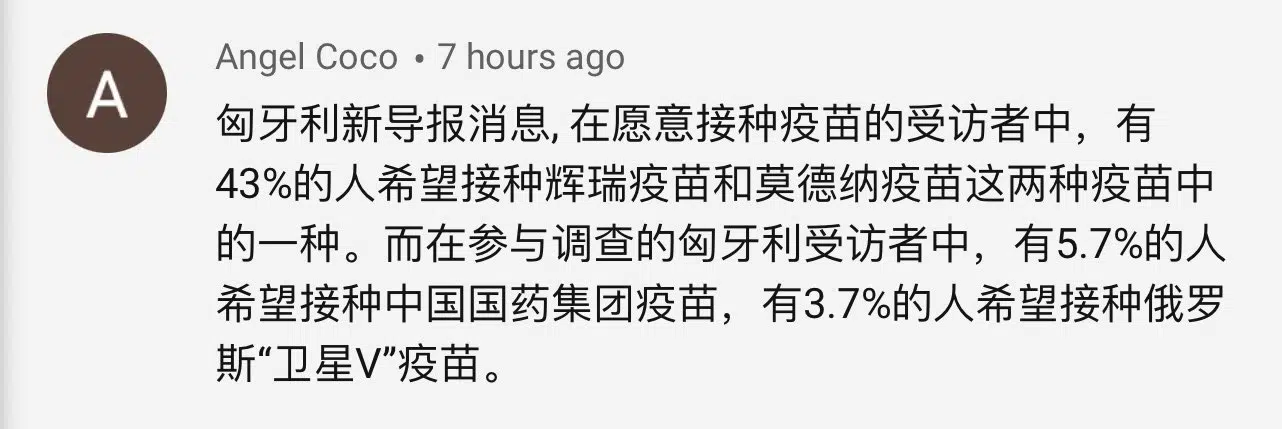 A
Angel Coco • 7 hours ago
匈牙利新导报消息, 在愿意接种疫苗的受访者中，有
43%的人希望接种辉瑞疫苗和莫德纳疫苗这两种疫苗中
的一种。而在参与调查的匈牙利受访者中，有5.7%的人
希望接种中国国药集团疫苗，有3.7%的人希望接种俄罗
斯“卫星V”疫苗。